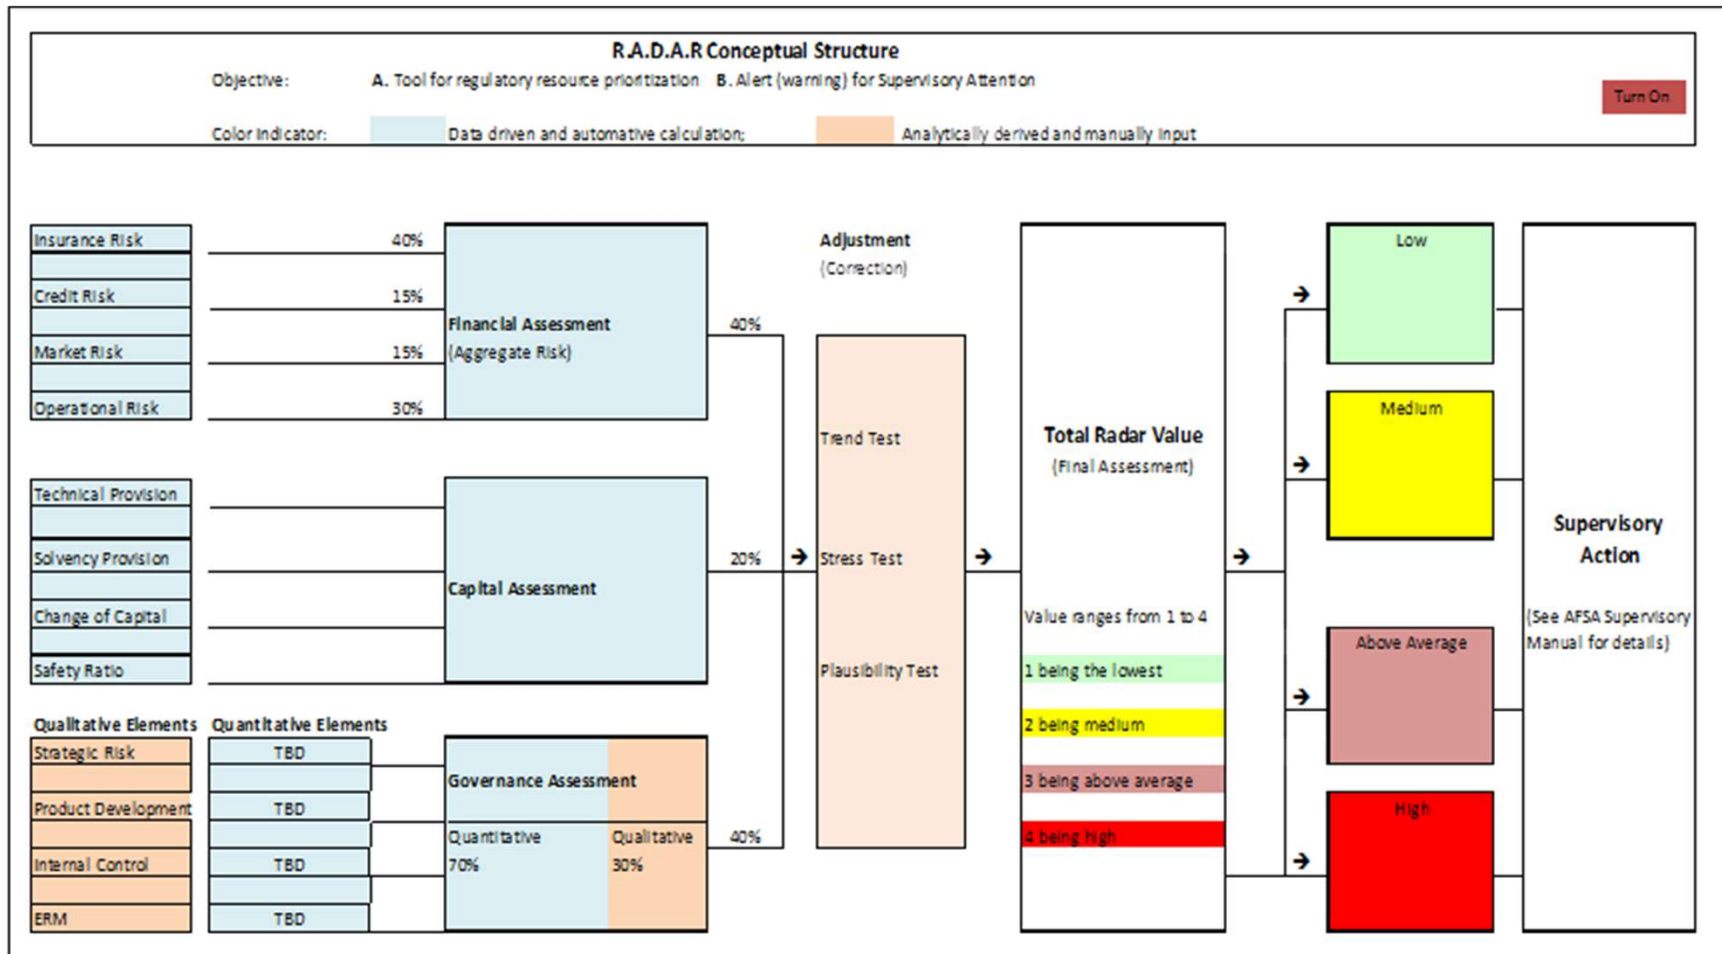 R.A.D.A.R Conceptual Structure
Objective: A. Tool for regulatory resource prioritization B. Alert (warning) for Supervisory Attention
Turn On
Color Indicator: Data driven and automative calculation; Analytically derived and manually input
Insurance Risk 40%
Credit Risk 15%
Market Risk 15%
Operational Risk 30%
Financial Assessment
(Aggregate Risk)
40%
Technical Provision
Solvency Provision
Change of Capital
Safety Ratio
Capital Assessment
20%
Qualitative Elements Quantitative Elements
Strategic Risk TBD
Product Development TBD
Internal Control TBD
ERM TBD
Governance Assessment
Quantitative Qualitative
70% 30%
40%
Adjustment
(Correction)
Trend Test
Stress Test
Plausibility Test
Total Radar Value
(Final Assessment)
Value ranges from 1 to 4
1 being the lowest
2 being medium
3 being above average
4 being high
Low
Medium
Above Average
High
Supervisory
Action
(See AFSA Supervisory
Manual for details)